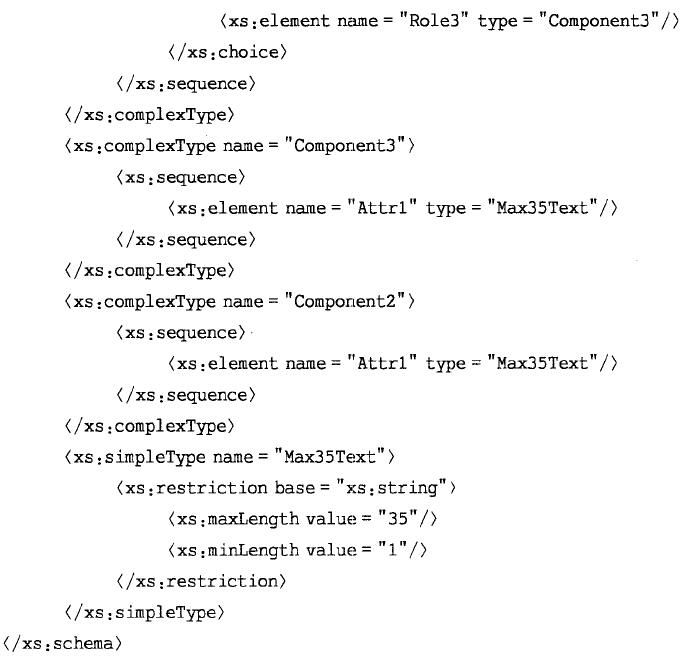 〈xs:element name = "Role3" type = "Component3"/〉
〈/xs:choice〉
〈/xs:sequence〉
〈/xs:complexType〉
〈xs:complexType name = "Component3"〉
〈xs:sequence〉
〈xs:element name = "Attr1" type = "Max35Text"/〉
〈/xs:sequence〉
〈/xs:complexType〉
〈xs:complexType name = "Component2"〉
〈xs:sequence〉
〈xs:element name = "Attr1" type = "Max35Text"/〉
〈/xs:sequence〉
〈/xs:complexType〉
〈xs:simpleType name = "Max35Text"〉
〈xs:restriction base = "xs:string"〉
〈xs:maxLength value = "35"/〉
〈xs:minLength value = "1"/〉
〈/xs:restriction〉
〈/xs:simpleType〉
〈/xs:schema〉